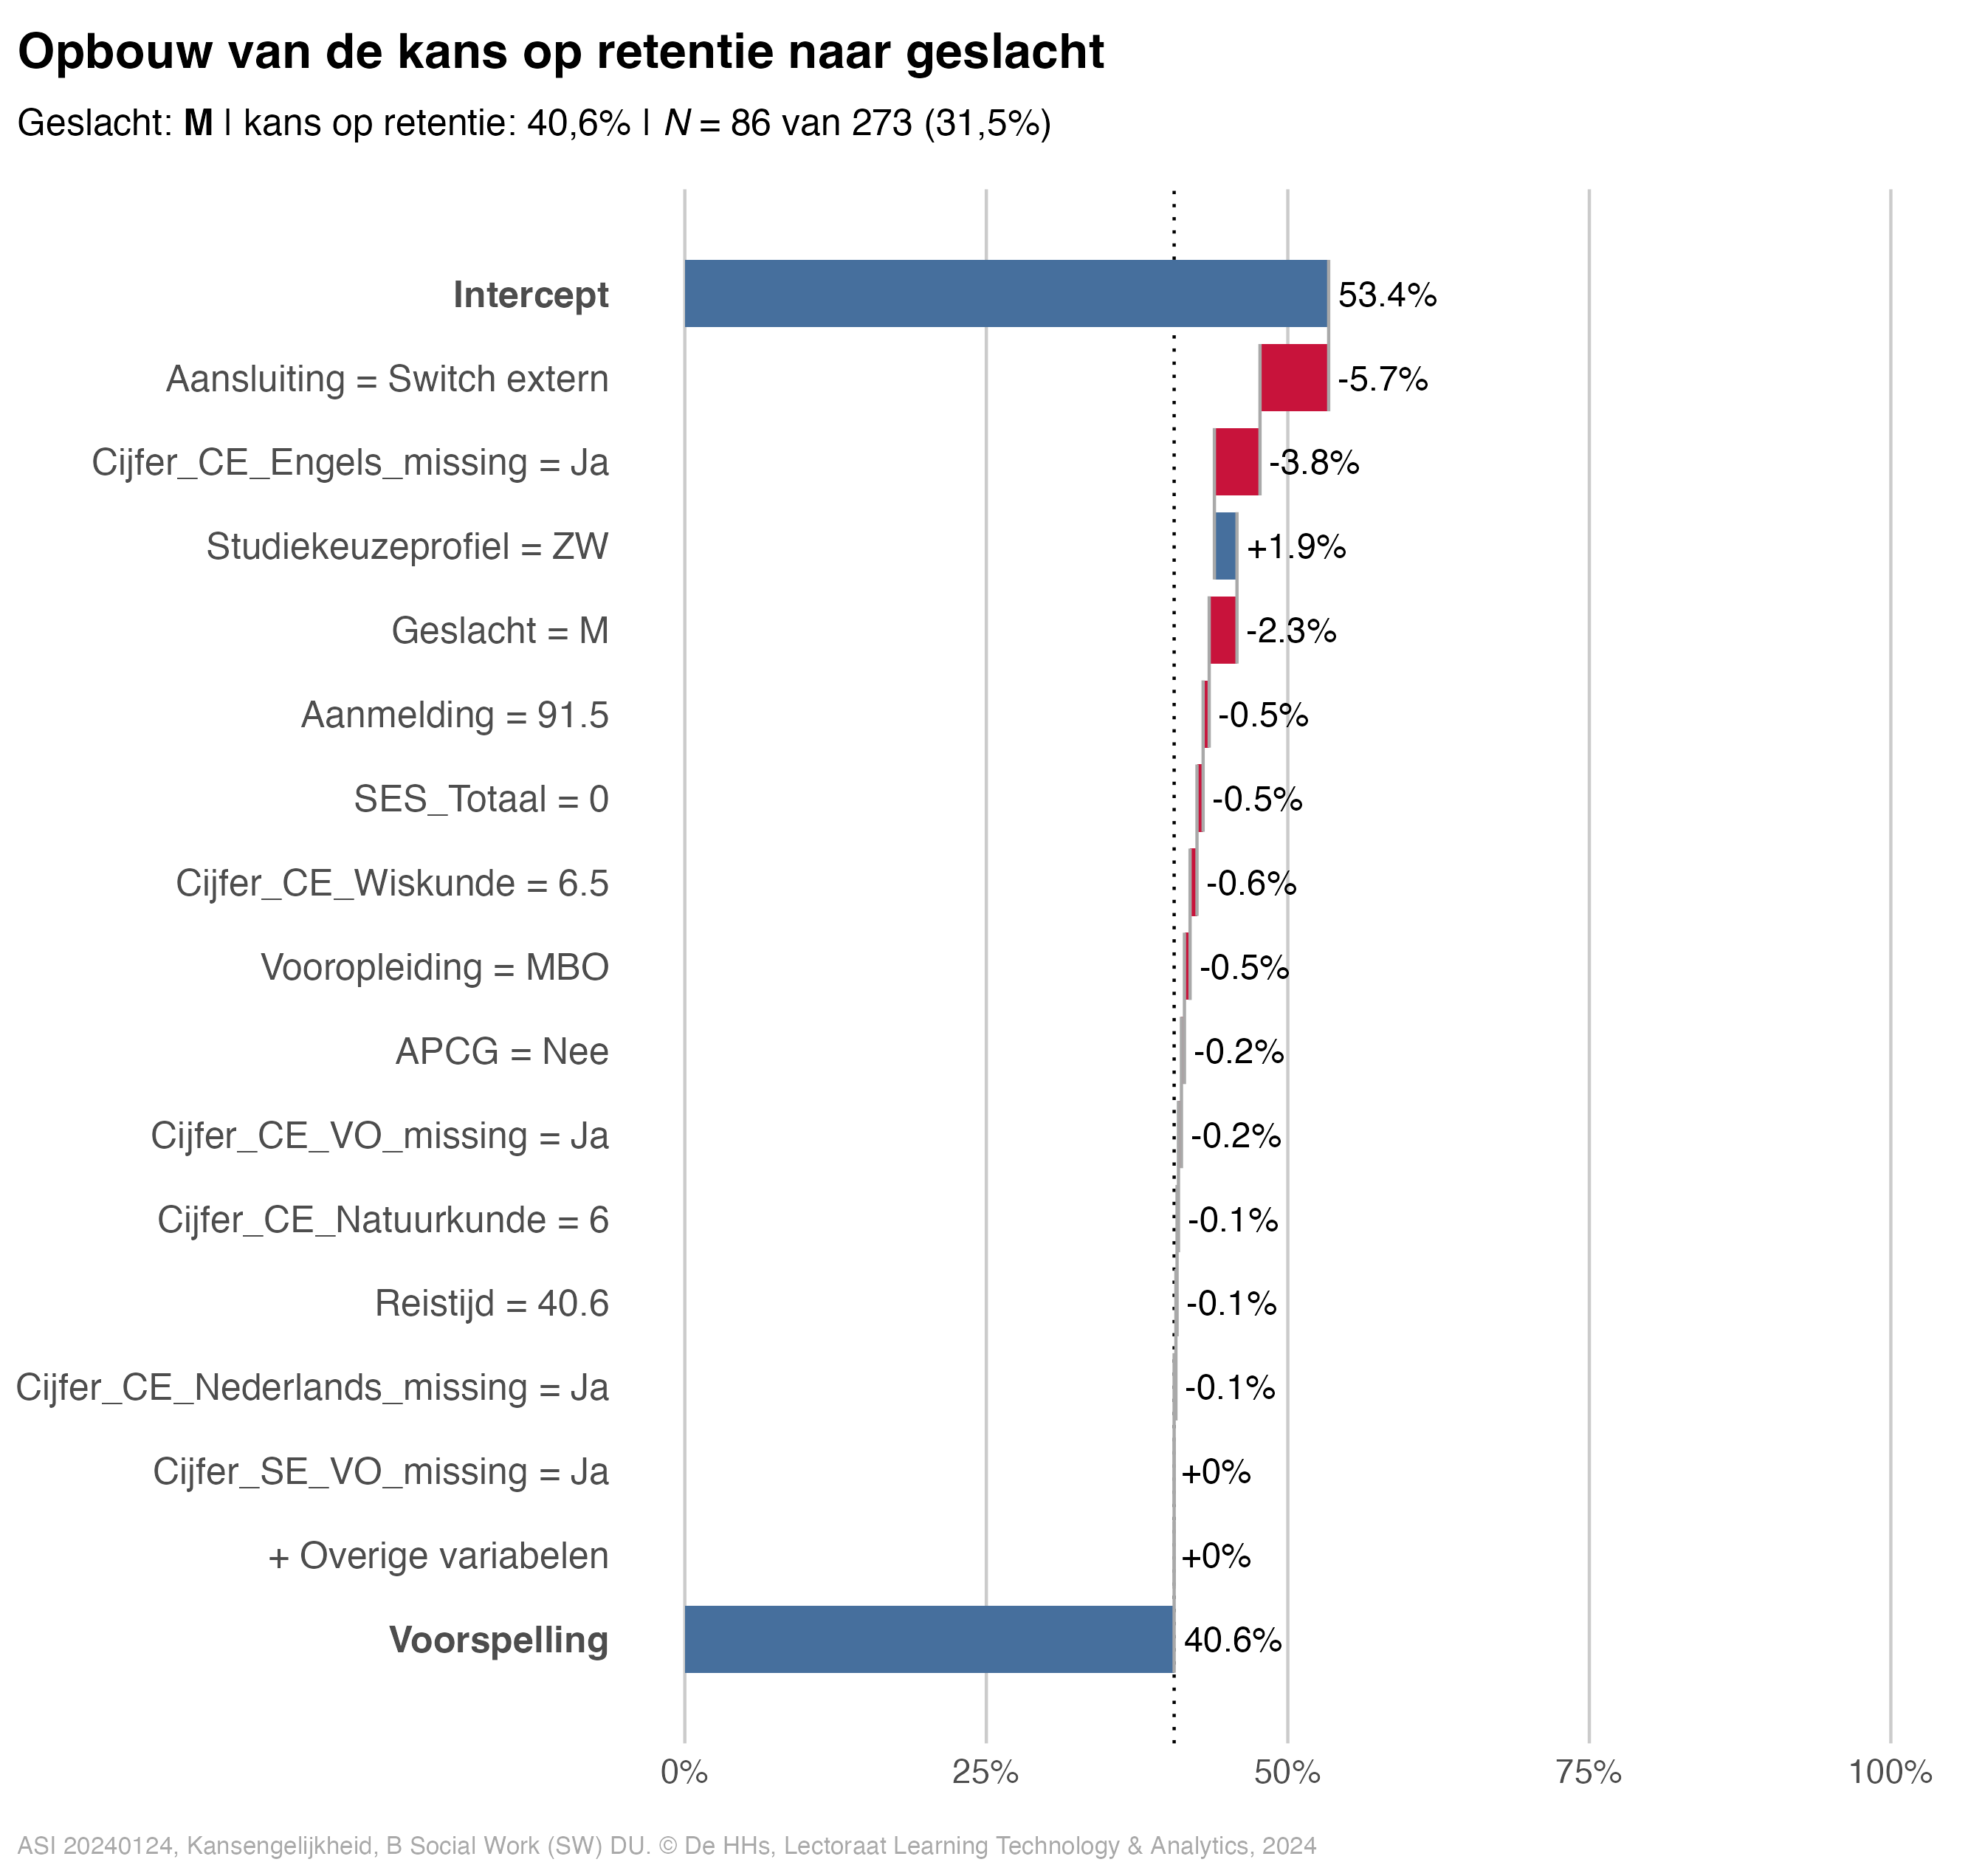 Opbouw van de kans op retentie naar geslacht
Geslacht: M | kans op retentie: 40,6% | N = 86 van 273 (31,5%)
Intercept 53.4%
Aansluiting = Switch extern -5.7%
Cijfer_CE_Engels_missing = Ja -3.8%
Studiekeuzeprofiel = ZW +1.9%
Geslacht = M -2.3%
Aanmelding = 91.5 -0.5%
SES_Totaal = 0 -0.5%
Cijfer_CE_Wiskunde = 6.5 -0.6%
Vooropleiding = MBO -0.5%
APCG = Nee -0.2%
Cijfer_CE_VO_missing = Ja -0.2%
Cijfer_CE_Natuurkunde = 6 -0.1%
Reistijd = 40.6 -0.1%
Cijfer_CE_Nederlands_missing = Ja -0.1%
Cijfer_SE_VO_missing = Ja +0%
+ Overige variabelen +0%
Voorspelling 40.6%
0% 25% 50% 75% 100%
ASI 20240124, Kansengelijkheid, B Social Work (SW) DU. © De HHs, Lectoraat Learning Technology & Analytics, 2024